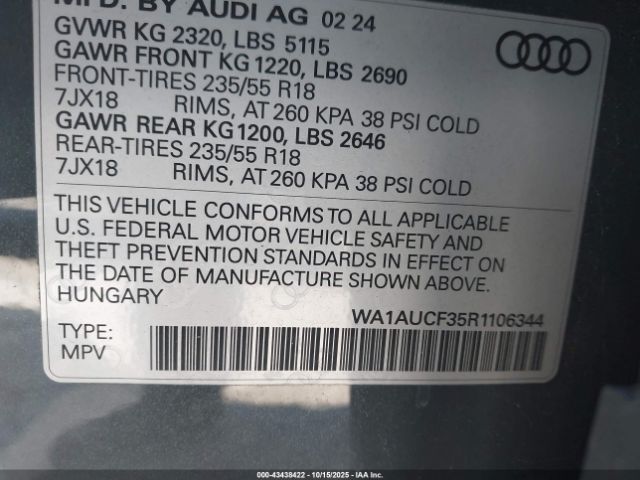 MFD. BY AUDI AG 02 24
GVWR KG 2320, LBS 5115
GAWR FRONT KG 1220, LBS 2690
FRONT-TIRES 235/55 R18
7JX18 RIMS, AT 260 KPA 38 PSI COLD
GAWR REAR KG 1200, LBS 2646
REAR-TIRES 235/55 R18
7JX18 RIMS, AT 260 KPA 38 PSI COLD
THIS VEHICLE CONFORMS TO ALL APPLICABLE
U.S. FEDERAL MOTOR VEHICLE SAFETY AND
THEFT PREVENTION STANDARDS IN EFFECT ON
THE DATE OF MANUFACTURE SHOWN ABOVE.
HUNGARY
WA1AUCF35R1106344
TYPE:
MPV
000-43438422 - 10/15/2025 - IAA Inc.